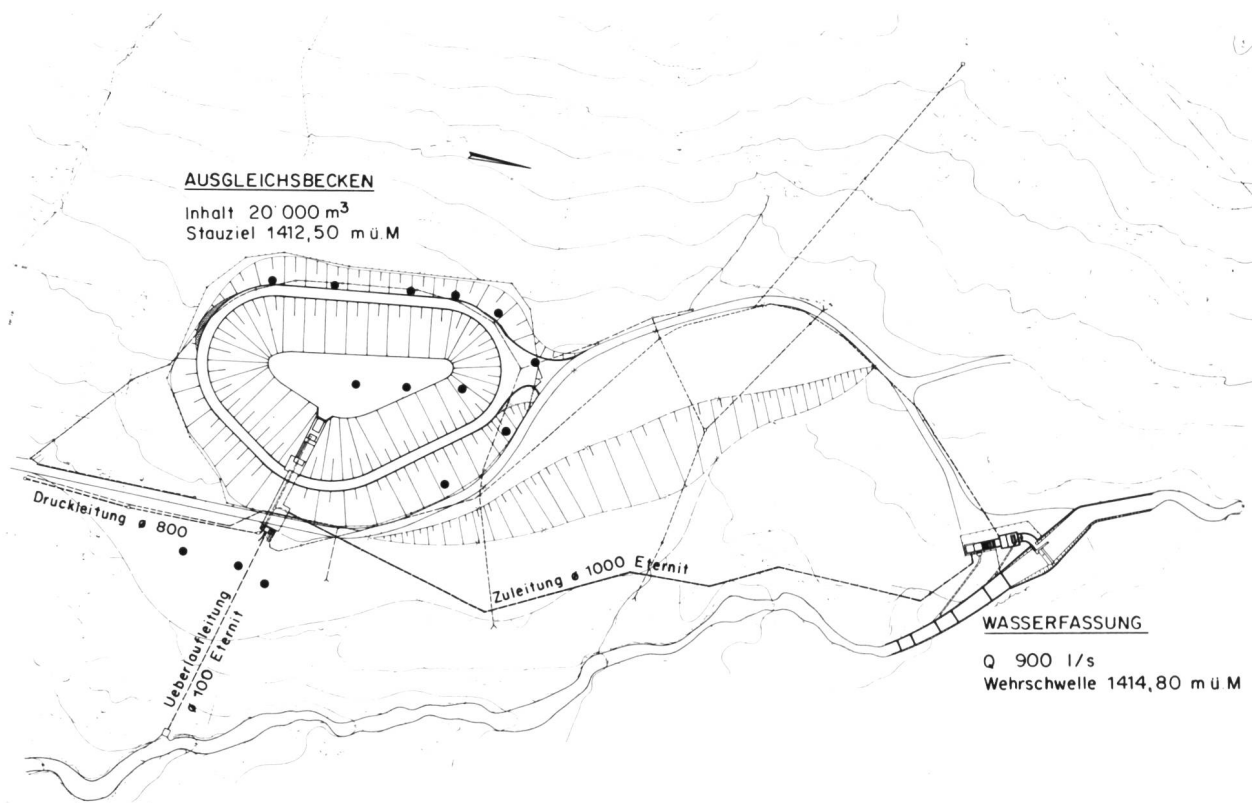 AUSGLEICHSBECKEN
Inhalt 20'000 m³
Stauziel 1412,50 m ü.M
Druckleitung ø 800
Ueberlaufleitung
ø 100 Eternit
Zuleitung ø 1000 Eternit
WASSERFASSUNG
Q 900 l/s
Wehrschwelle 1414,80 m ü M